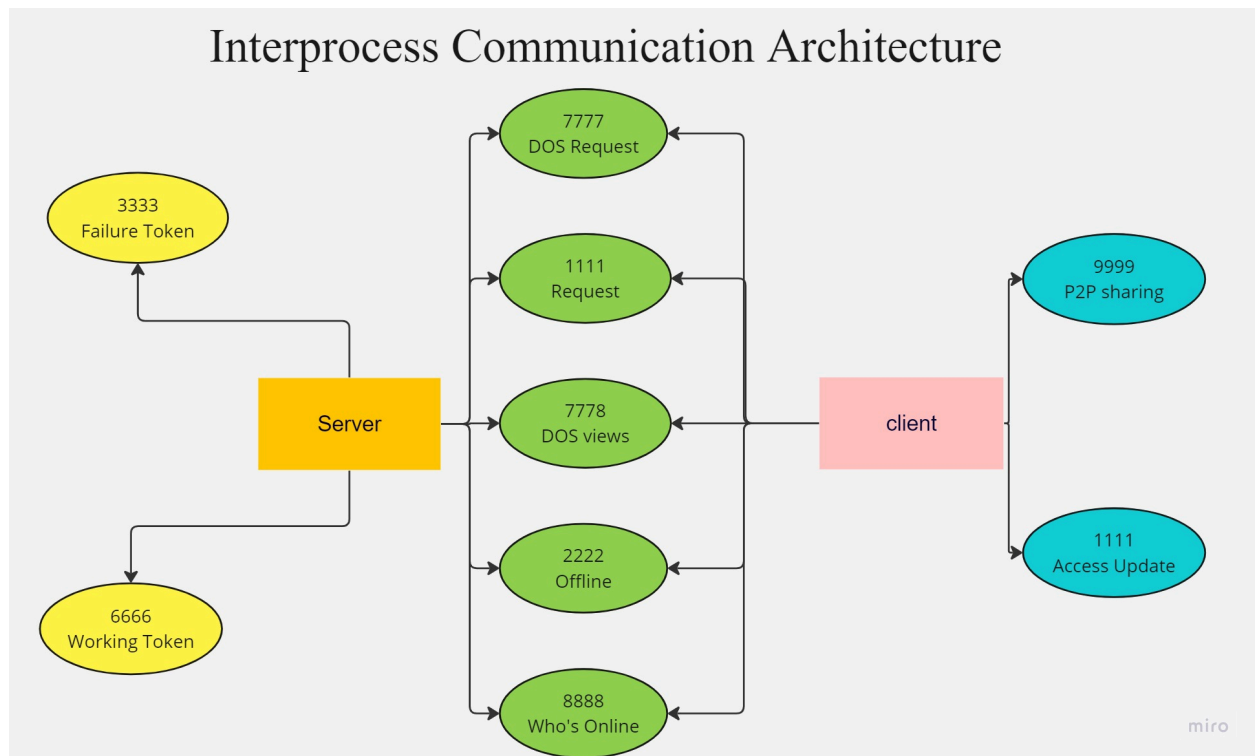 Interprocess Communication Architecture
7777
DOS Request
3333
Failure Token
1111
Request
9999
P2P sharing
Server
7778
DOS views
client
2222
Offline
1111
Access Update
6666
Working Token
8888
Who's Online
miro